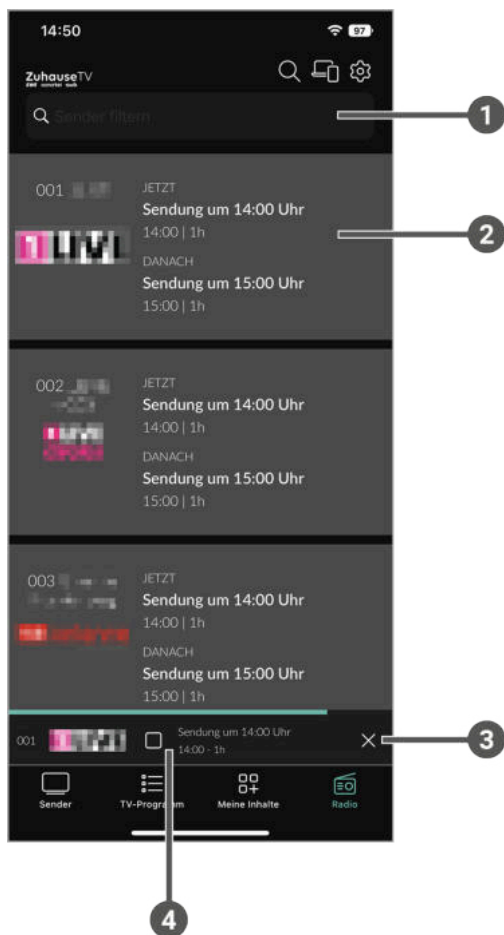 14:50
97
ZuhauseTV
Sender filtern
1
001
JETZT
Sendung um 14:00 Uhr
14:00 | 1h
DANACH
Sendung um 15:00 Uhr
15:00 | 1h
2
002
JETZT
Sendung um 14:00 Uhr
14:00 | 1h
DANACH
Sendung um 15:00 Uhr
15:00 | 1h
003
JETZT
Sendung um 14:00 Uhr
14:00 | 1h
DANACH
Sendung um 15:00 Uhr
15:00 | 1h
001
Sendung um 14:00 Uhr
14:00 - 1h
3
Sender
TV-Programm
Meine Inhalte
Radio
4